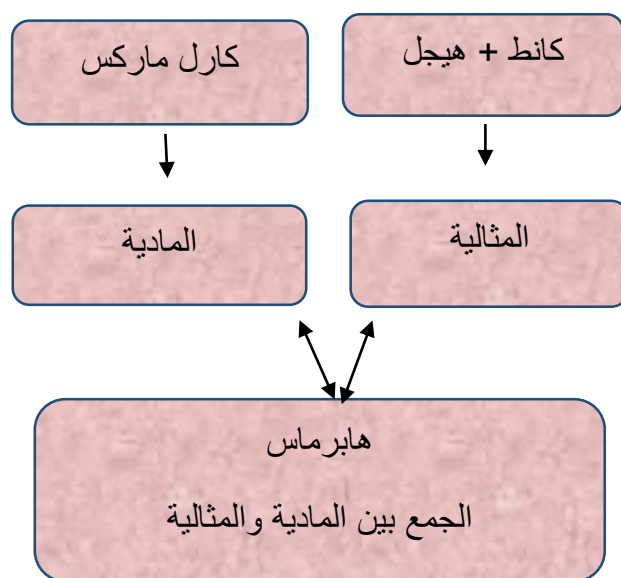 كانط + هيجل
كارل ماركس
المثالية
المادية
هابرماس
الجمع بين المادية والمثالية